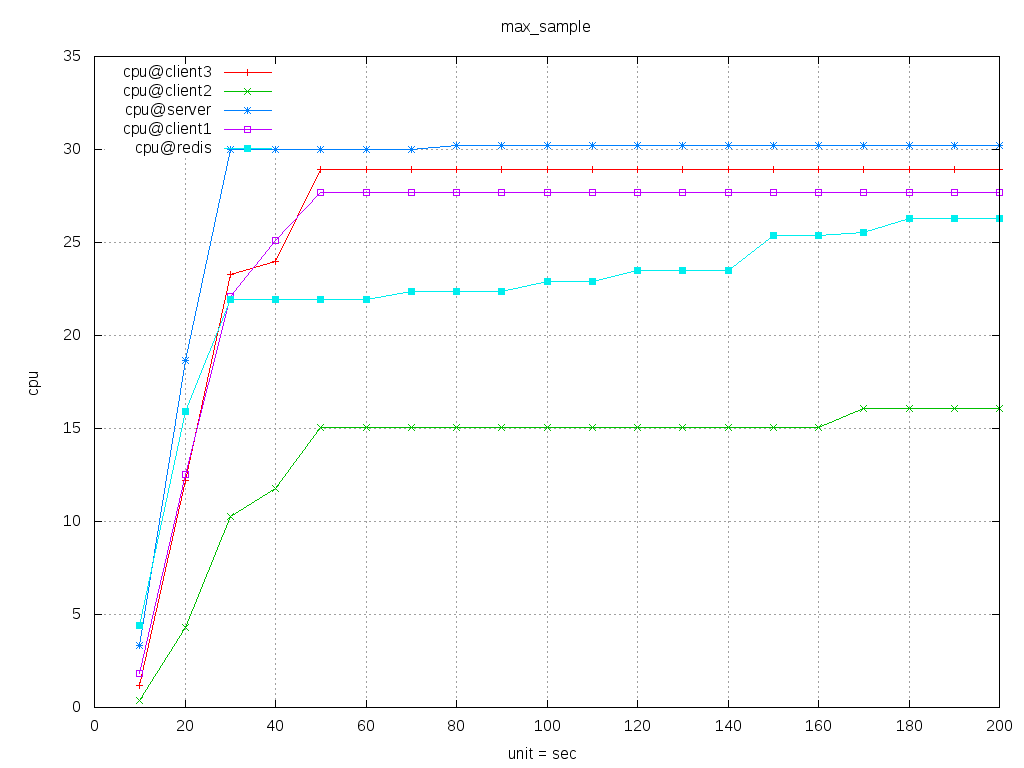 max_sample
35
30
25
20
15
10
5
0
cpu
cpu@client3
cpu@client2
cpu@server
cpu@client1
cpu@redis
0 20 40 60 80 100 120 140 160 180 200
unit = sec